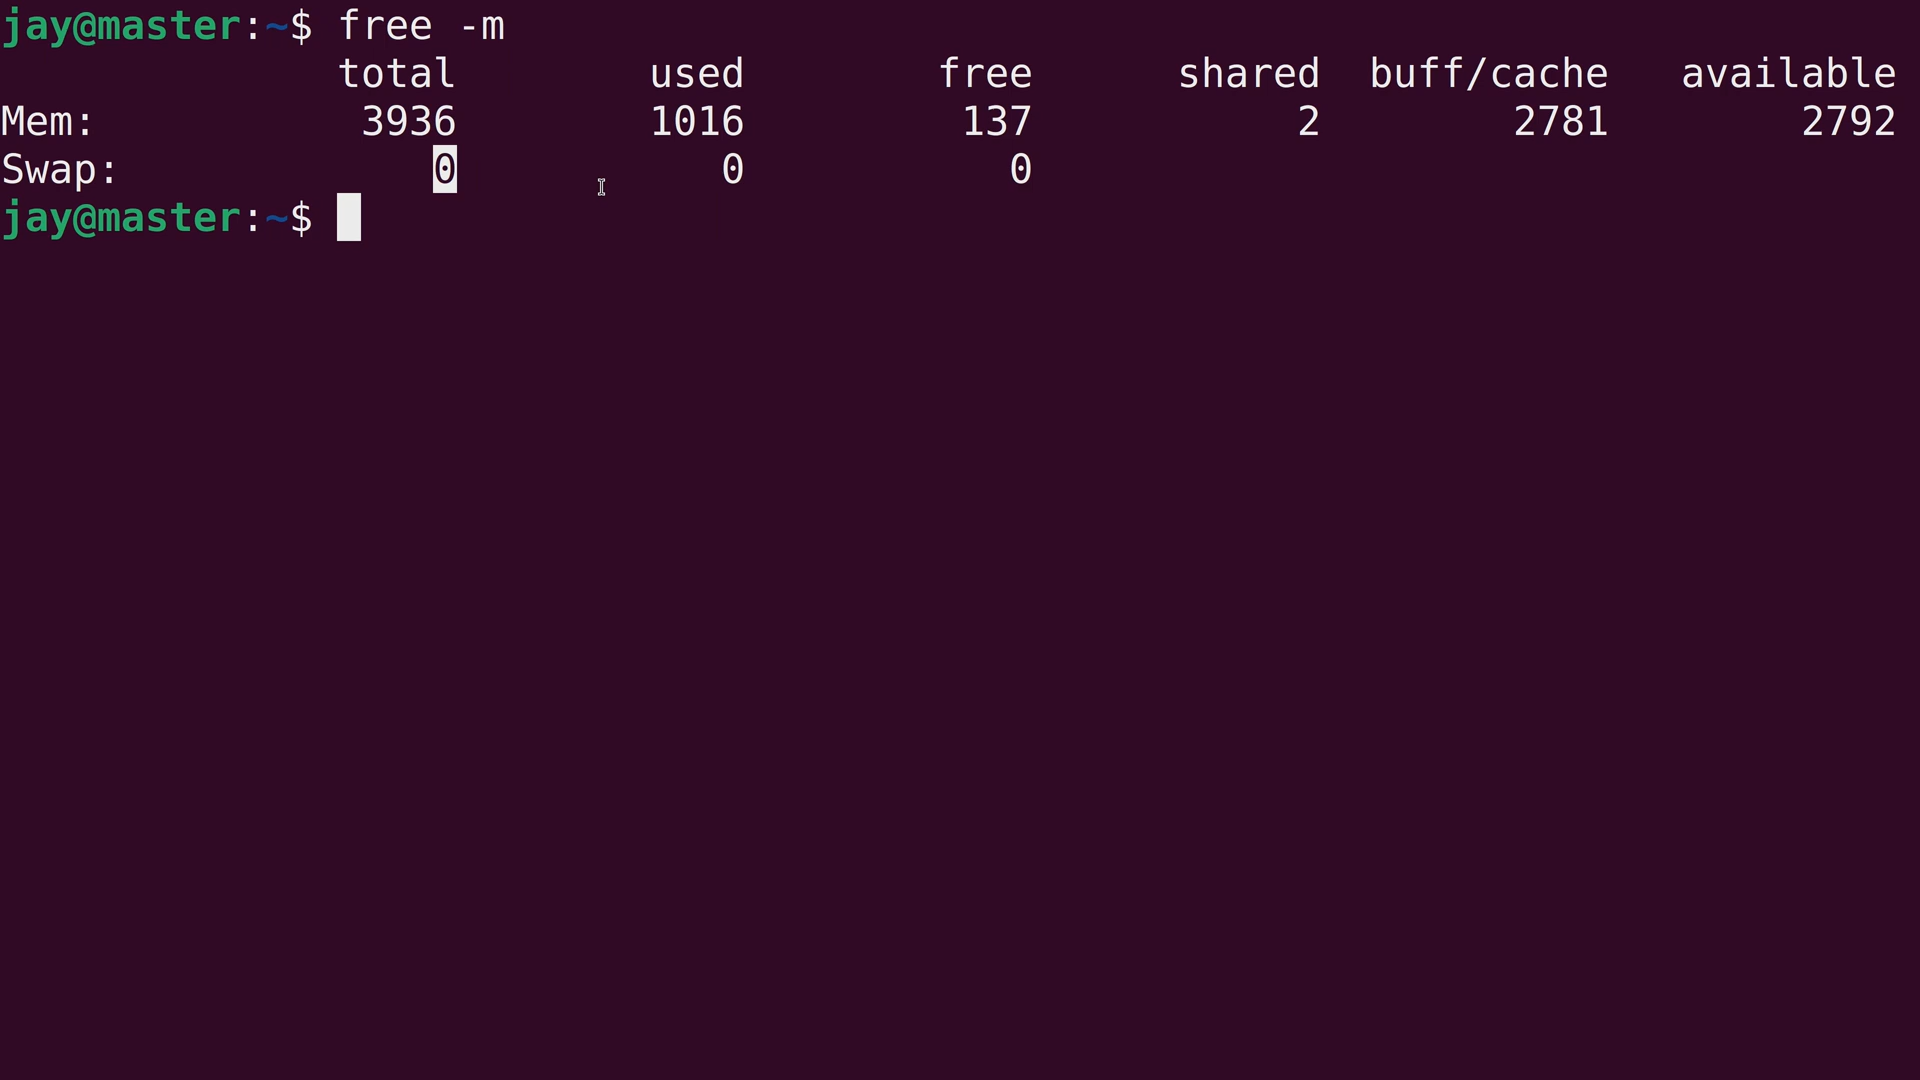 jay@master:~$ free -m
total used free shared buff/cache available
Mem: 3936 1016 137 2 2781 2792
Swap: 0 0 0
jay@master:~$